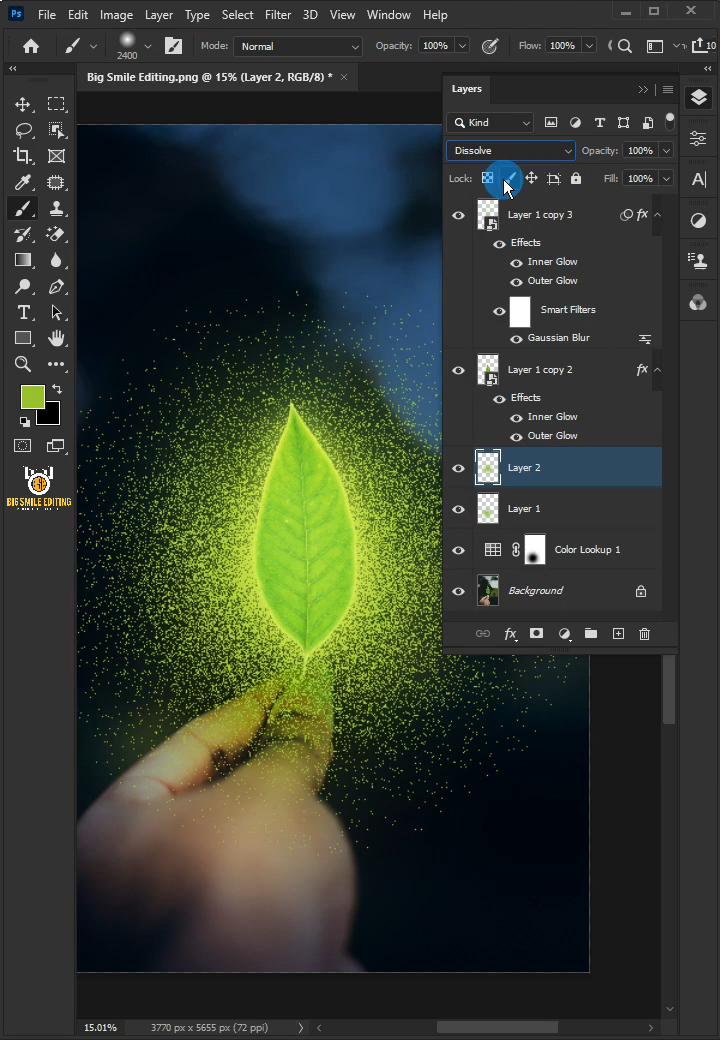 Ps File Edit Image Layer Type Select Filter 3D View Window Help
2400 Mode: Normal Opacity: 100% Flow: 100% 10
Big Smile Editing.png @ 15% (Layer 2, RGB/8) * ×
Layers
Kind
Dissolve Opacity: 100%
Lock: Fill: 100%
Layer 1 copy 3 fx
Effects
Inner Glow
Outer Glow
Smart Filters
Gaussian Blur
Layer 1 copy 2 fx
Effects
Inner Glow
Outer Glow
Layer 2
Layer 1
Color Lookup 1
Background
fx
BIG SMILE EDITING
15.01% 3770 px x 5655 px (72 ppi)